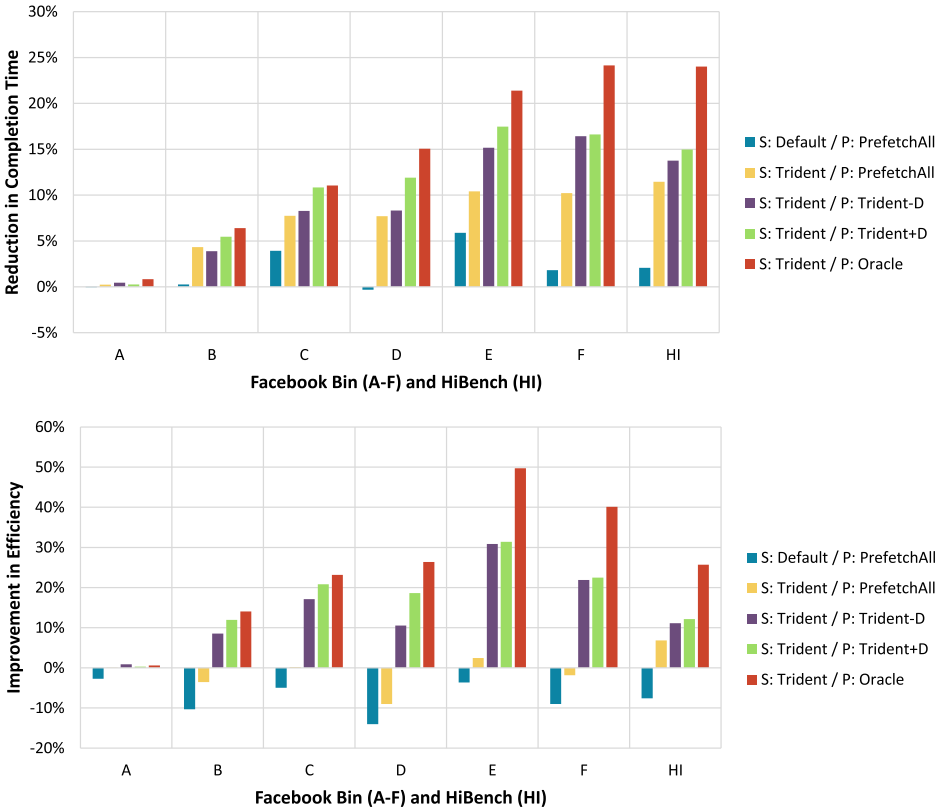 30%
25%
20%
15%
10%
5%
0%
-5%
Reduction in Completion Time
A B C D E F HI
Facebook Bin (A-F) and HiBench (HI)
S: Default / P: PrefetchAll
S: Trident / P: PrefetchAll
S: Trident / P: Trident-D
S: Trident / P: Trident+D
S: Trident / P: Oracle
60%
50%
40%
30%
20%
10%
0%
-10%
-20%
Improvement in Efficiency
A B C D E F HI
Facebook Bin (A-F) and HiBench (HI)
S: Default / P: PrefetchAll
S: Trident / P: PrefetchAll
S: Trident / P: Trident-D
S: Trident / P: Trident+D
S: Trident / P: Oracle